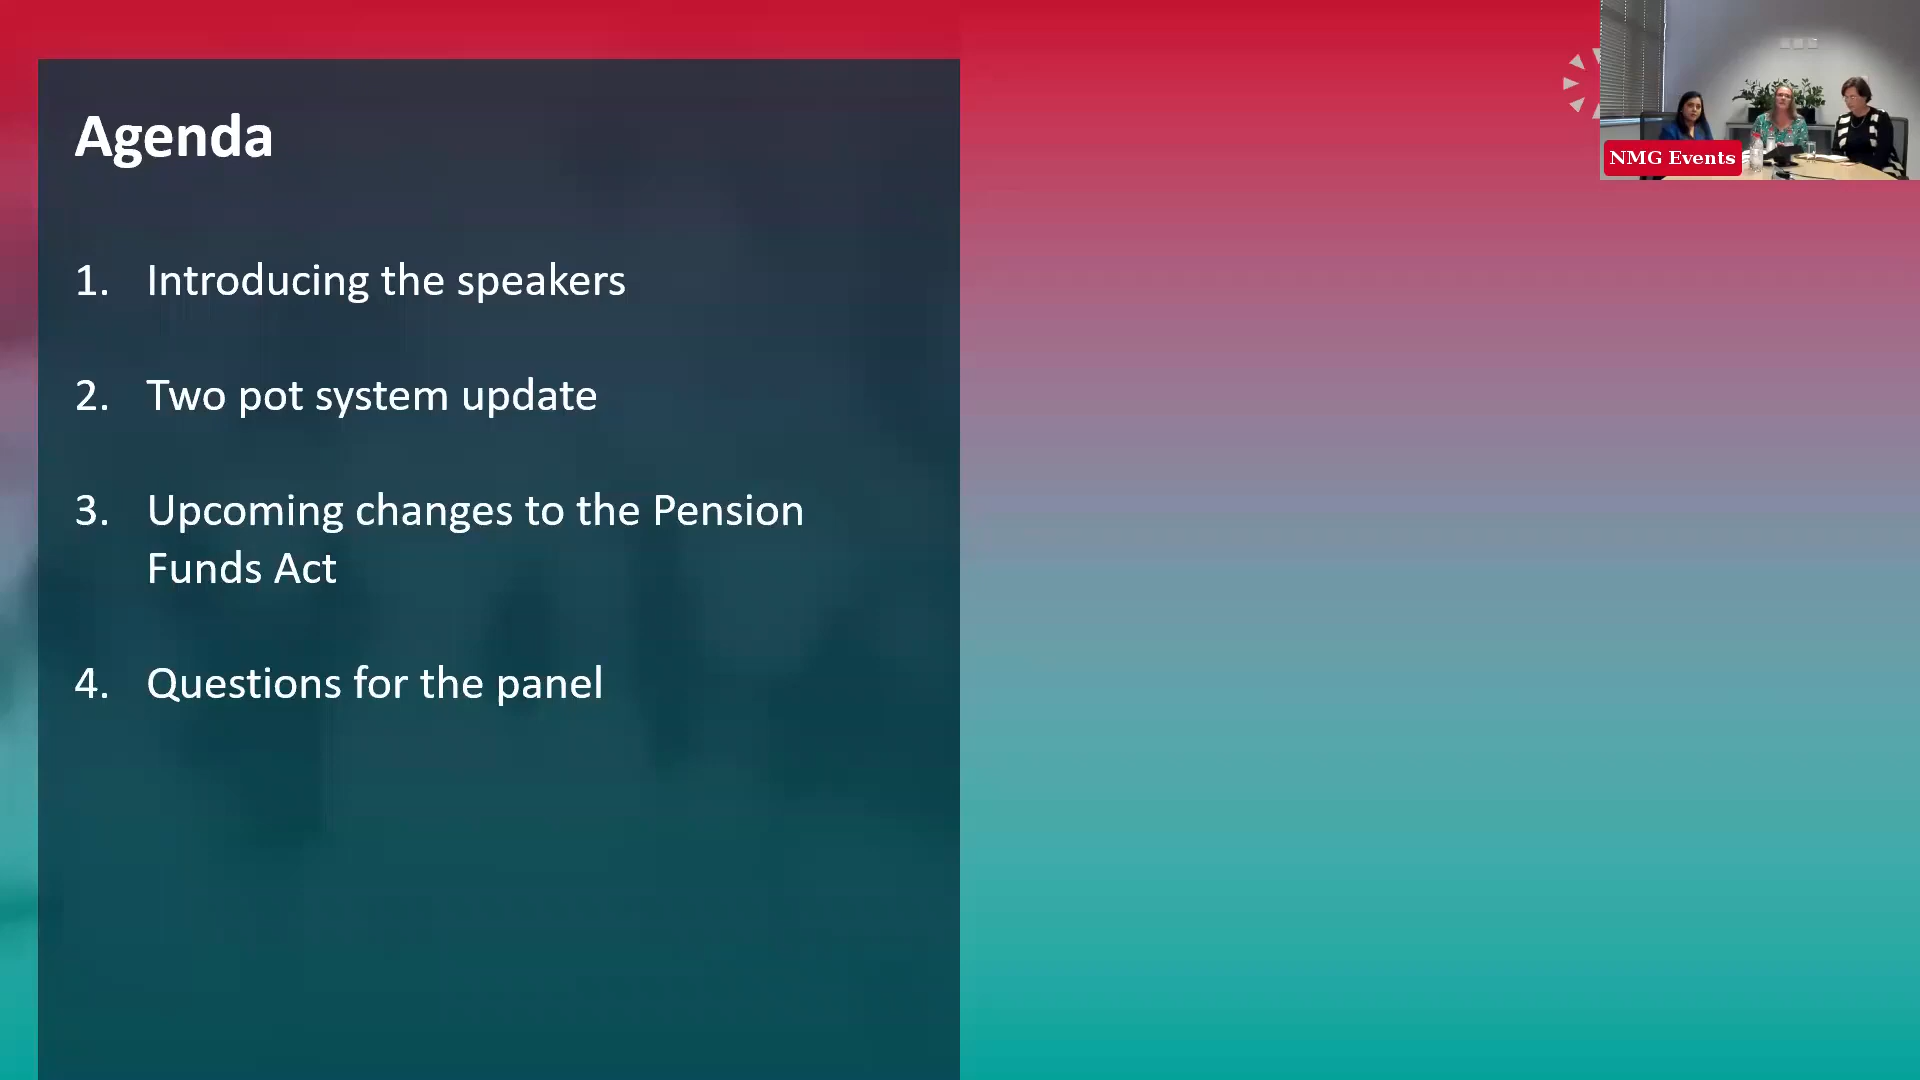 Agenda
1. Introducing the speakers
2. Two pot system update
3. Upcoming changes to the Pension
Funds Act
4. Questions for the panel
NMG Events